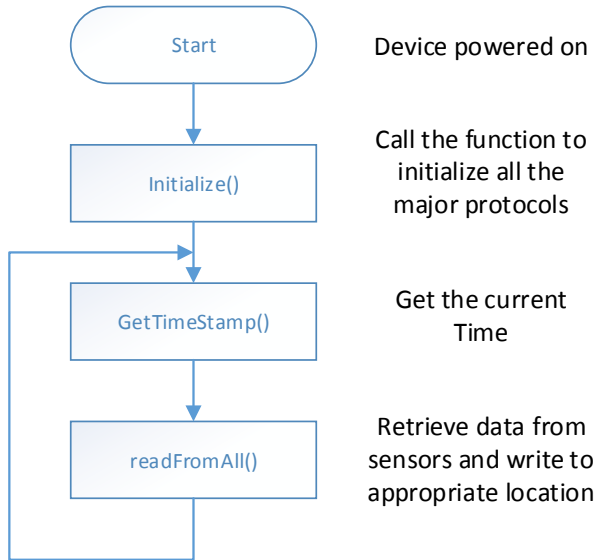 Start
Device powered on
Call the function to
initialize all the
major protocols
Initialize()
Get the current
Time
GetTimeStamp()
Retrieve data from
sensors and write to
appropriate location
readFromAll()